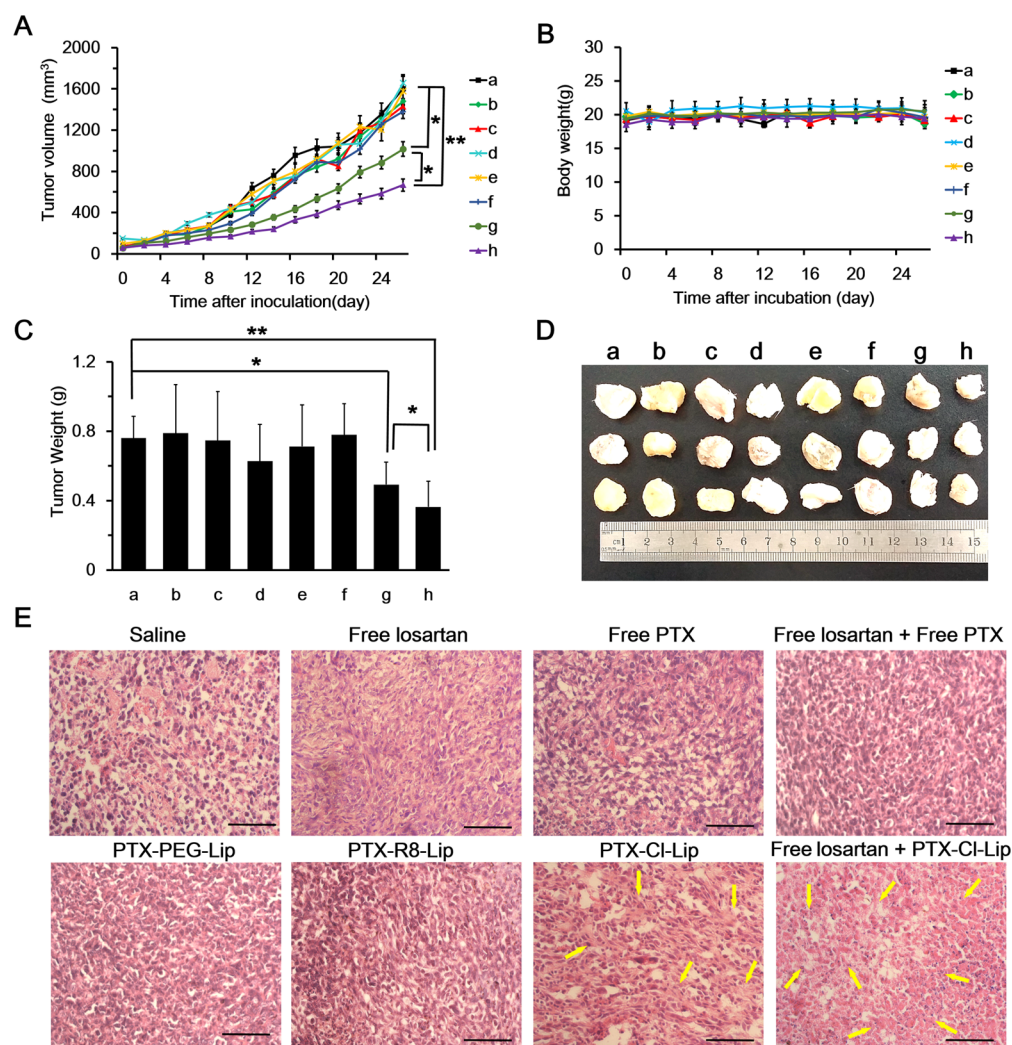 A
Tumor volume (mm³)
2000
1600
1200
800
400
0
0 4 8 12 16 20 24
Time after inoculation(day)
a
b
c
d
e
f
g
h
*
**
*
B
Body weight(g)
30
25
20
15
10
5
0
0 4 8 12 16 20 24
Time after incubation (day)
a
b
c
d
e
f
g
h
C
Tumor Weight (g)
1.2
0.8
0.4
0
**
*
*
a b c d e f g h
D
a b c d e f g h
cm 1 2 3 4 5 6 7 8 9 10 11 12 13 14 15
E
Saline
Free losartan
Free PTX
Free losartan + Free PTX
PTX-PEG-Lip
PTX-R8-Lip
PTX-Cl-Lip
Free losartan + PTX-Cl-Lip